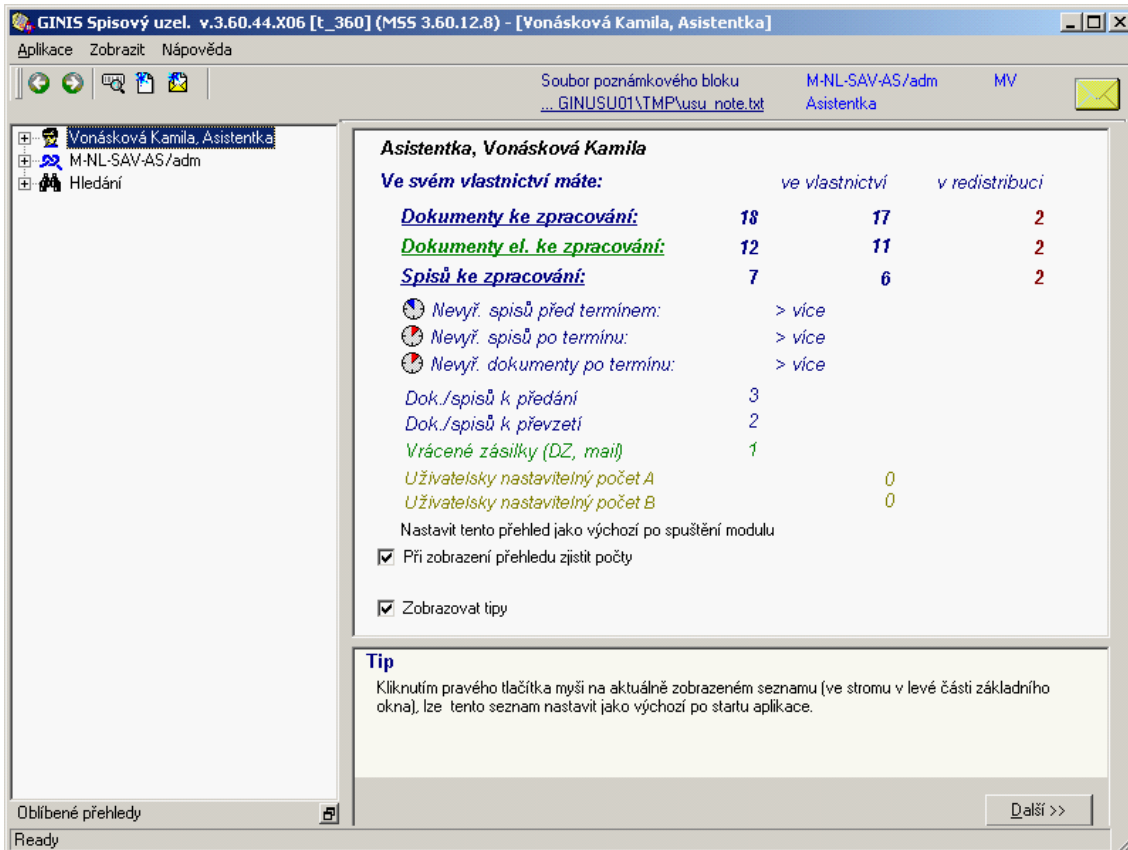 GINIS Spisový uzel. v.3.60.44.X06 [t_360] (MSS 3.60.12.8) - [Vonásková Kamila, Asistentka]
Aplikace Zobrazit Nápověda
Soubor poznámkového bloku M-NL-SAV-AS/adm MV
... GINUSU01\TMP\usu_note.txt Asistentka
Vonásková Kamila, Asistentka
M-NL-SAV-AS/adm
Hledání
Asistentka, Vonásková Kamila
Ve svém vlastnictví máte: ve vlastnictví v redistribuci
Dokumenty ke zpracování: 18 17 2
Dokumenty el. ke zpracování: 12 11 2
Spisů ke zpracování: 7 6 2
Nevyř. spisů před termínem: > více
Nevyř. spisů po termínu: > více
Nevyř. dokumenty po termínu: > více
Dok./spisů k předání 3
Dok./spisů k převzetí 2
Vrácené zásilky (DZ, mail) 1
Uživatelsky nastavitelný počet A 0
Uživatelsky nastavitelný počet B 0
Nastavit tento přehled jako výchozí po spuštění modulu
Při zobrazení přehledu zjistit počty
Zobrazovat tipy
Tip
Kliknutím pravého tlačítka myši na aktuálně zobrazeném seznamu (ve stromu v levé části základního
okna), lze tento seznam nastavit jako výchozí po startu aplikace.
Oblíbené přehledy
Další >>
Ready